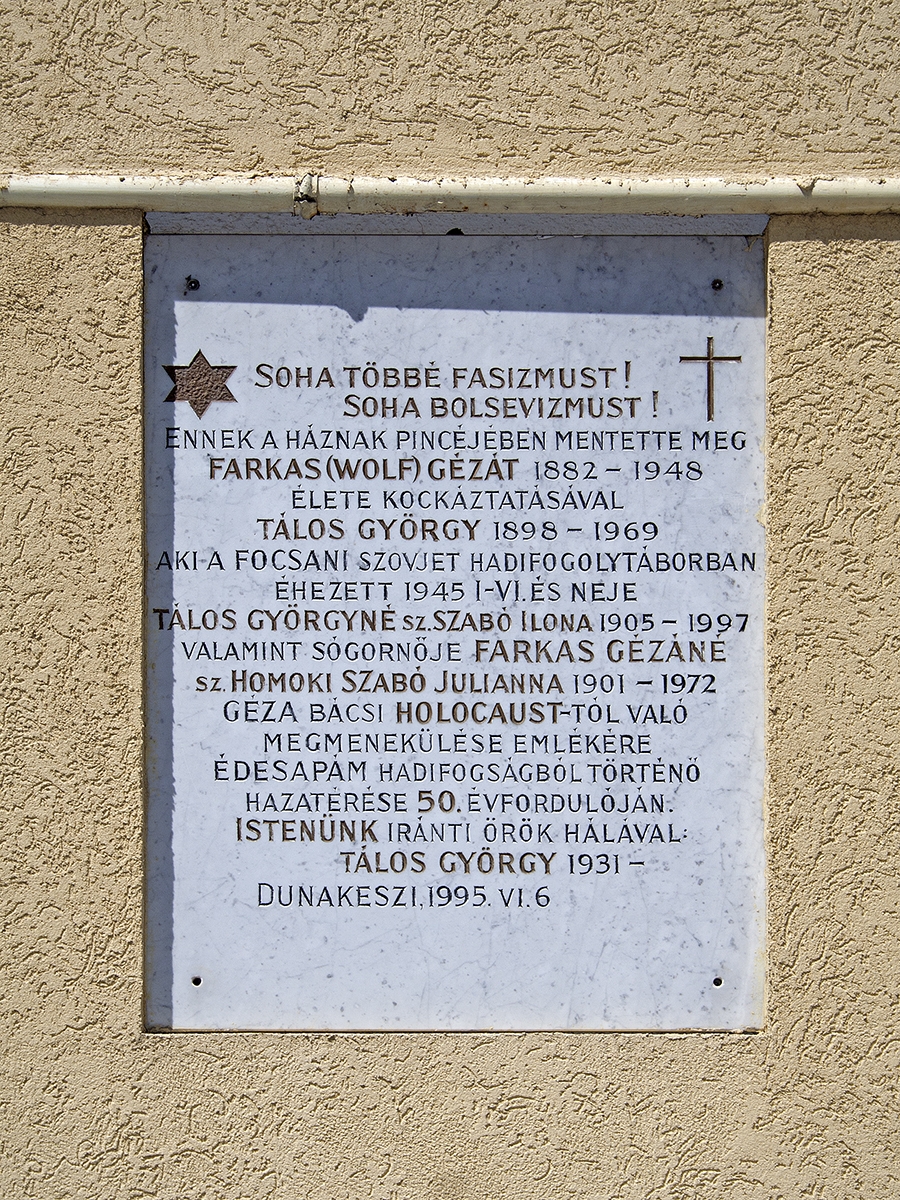 SOHA TÖBBÉ FASIZMUST!
SOHA BOLSEVIZMUST!
ENNEK A HÁZNAK PINCÉJÉBEN MENTETTE MEG
FARKAS (WOLF) GÉZÁT 1882 – 1948
ÉLETE KOCKÁZTATÁSÁVAL
TÁLOS GYÖRGY 1898 – 1969
AKI A FOCSANI SZOVJET HADIFOGOLYTÁBORBAN
ÉHEZETT 1945 I-VI. ÉS NEJE
TÁLOS GYÖRGYNÉ SZ. SZABÓ ILONA 1905 – 1997
VALAMINT SÓGORNŐJE FARKAS GÉZÁNÉ
SZ. HOMOKI SZABÓ JULIANNA 1901 – 1972
GÉZA BÁCSI HOLOCAUST-TÓL VALÓ
MEGMENEKÜLÉSE EMLÉKÉRE
ÉDESAPÁM HADIFOGSÁGBÓL TÖRTÉNŐ
HAZATÉRÉSE 50. ÉVFORDULÓJÁN.
ISTENÜNK IRÁNTI ÖRÖK HÁLÁVAL:
TÁLOS GYÖRGY 1931 –
DUNAKESZI, 1995. VI. 6